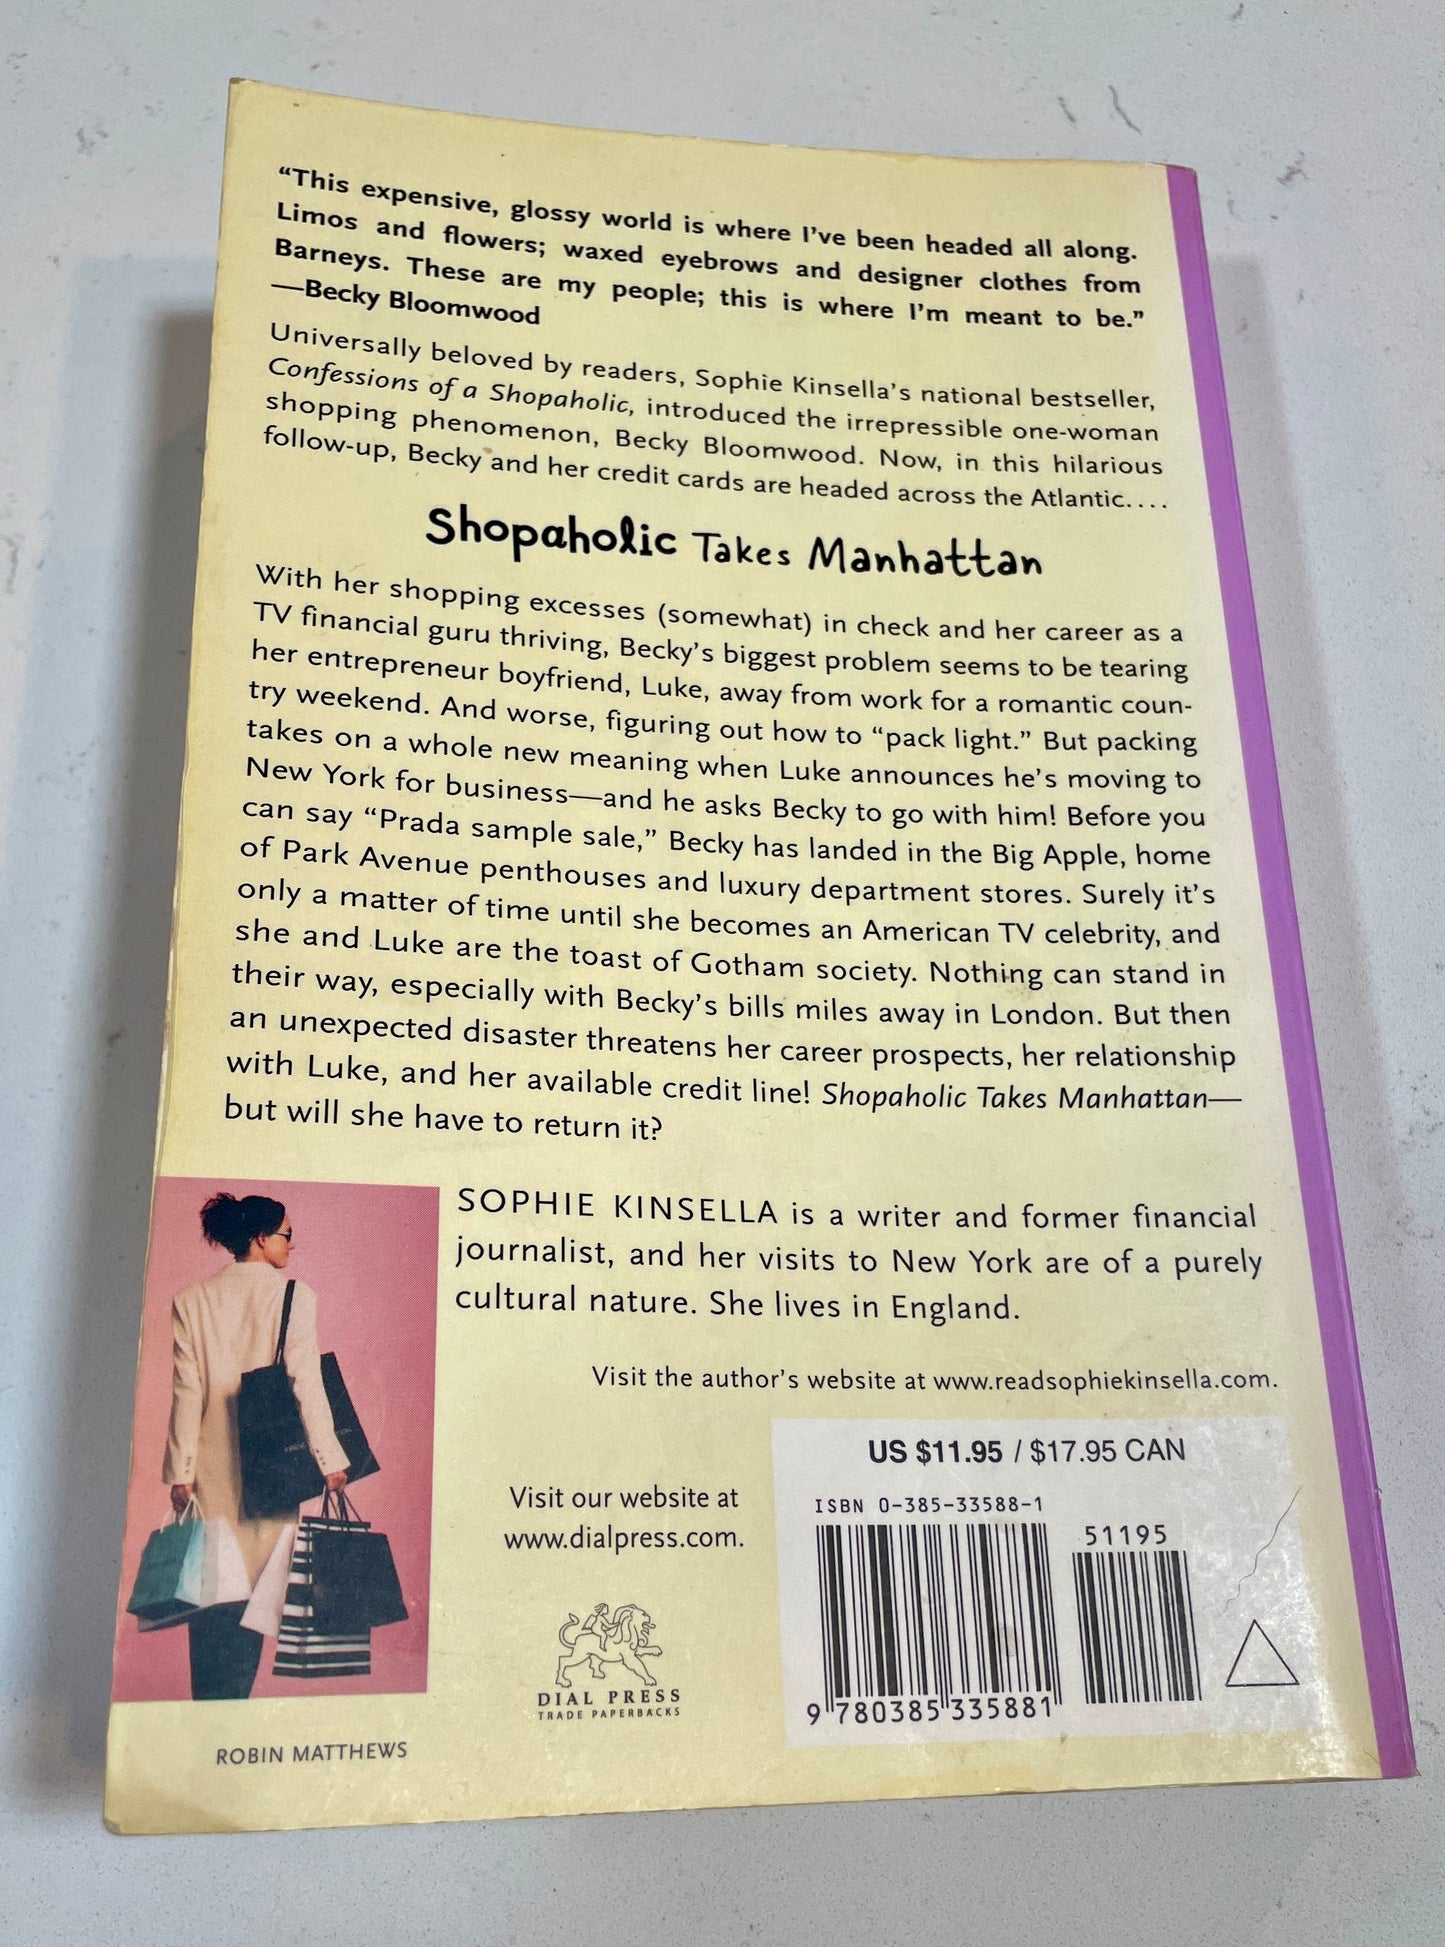 “This expensive, glossy world is where I’ve been headed all along.
Limos and flowers; waxed eyebrows and designer clothes from
Barneys. These are my people; this is where I’m meant to be.”
—Becky Bloomwood
Universally beloved by readers, Sophie Kinsella’s national bestseller,
Confessions of a Shopaholic, introduced the irrepressible one-woman
shopping phenomenon, Becky Bloomwood. Now, in this hilarious
follow-up, Becky and her credit cards are headed across the Atlantic....
Shopaholic Takes Manhattan
With her shopping excesses (somewhat) in check and her career as a
TV financial guru thriving, Becky’s biggest problem seems to be tearing
her entrepreneur boyfriend, Luke, away from work for a romantic coun-
try weekend. And worse, figuring out how to “pack light.” But packing
takes on a whole new meaning when Luke announces he’s moving to
New York for business—and he asks Becky to go with him! Before you
can say “Prada sample sale,” Becky has landed in the Big Apple, home
of Park Avenue penthouses and luxury department stores. Surely it’s
only a matter of time until she becomes an American TV celebrity, and
she and Luke are the toast of Gotham society. Nothing can stand in
their way, especially with Becky’s bills miles away in London. But then
an unexpected disaster threatens her career prospects, her relationship
with Luke, and her available credit line! Shopaholic Takes Manhattan—
but will she have to return it?
SOPHIE KINSELLA is a writer and former financial
journalist, and her visits to New York are of a purely
cultural nature. She lives in England.
Visit the author’s website at www.readsophiekinsella.com.
Visit our website at
www.dialpress.com.
DIAL PRESS
TRADE PAPERBACKS
US $11.95 / $17.95 CAN
ISBN 0-385-33588-1
51195
9 780385 335881
ROBIN MATTHEWS